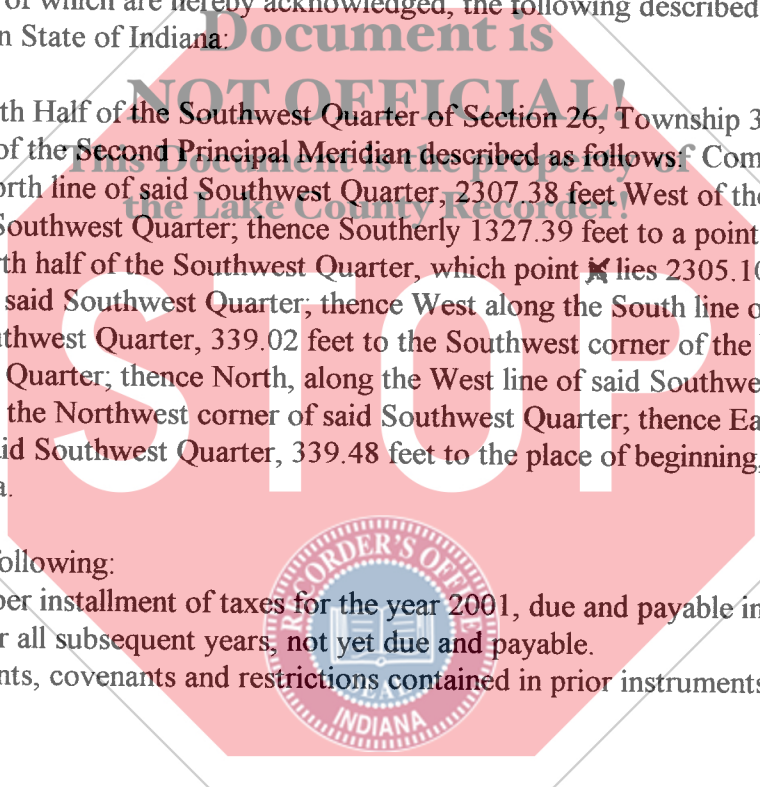 of which are hereby acknowledged, the following described
n State of Indiana:
Document is
NOT OFFICIAL!
This Document is the property of
the Lake County Recorder!
th Half of the Southwest Quarter of Section 26, Township 3
of the Second Principal Meridian described as follows: Com
orth line of said Southwest Quarter, 2307.38 feet West of the
Southwest Quarter; thence Southerly 1327.39 feet to a point
th half of the Southwest Quarter, which point lies 2305.10
said Southwest Quarter; thence West along the South line o
thwest Quarter, 339.02 feet to the Southwest corner of the
Quarter; thence North, along the West line of said Southwe
the Northwest corner of said Southwest Quarter; thence Ea
id Southwest Quarter, 339.48 feet to the place of beginning,
a.
STOP
ollowing:
per installment of taxes for the year 2001, due and payable in
r all subsequent years, not yet due and payable.
nts, covenants and restrictions contained in prior instruments
RECORDER'S OFFICE
SEAL
INDIANA